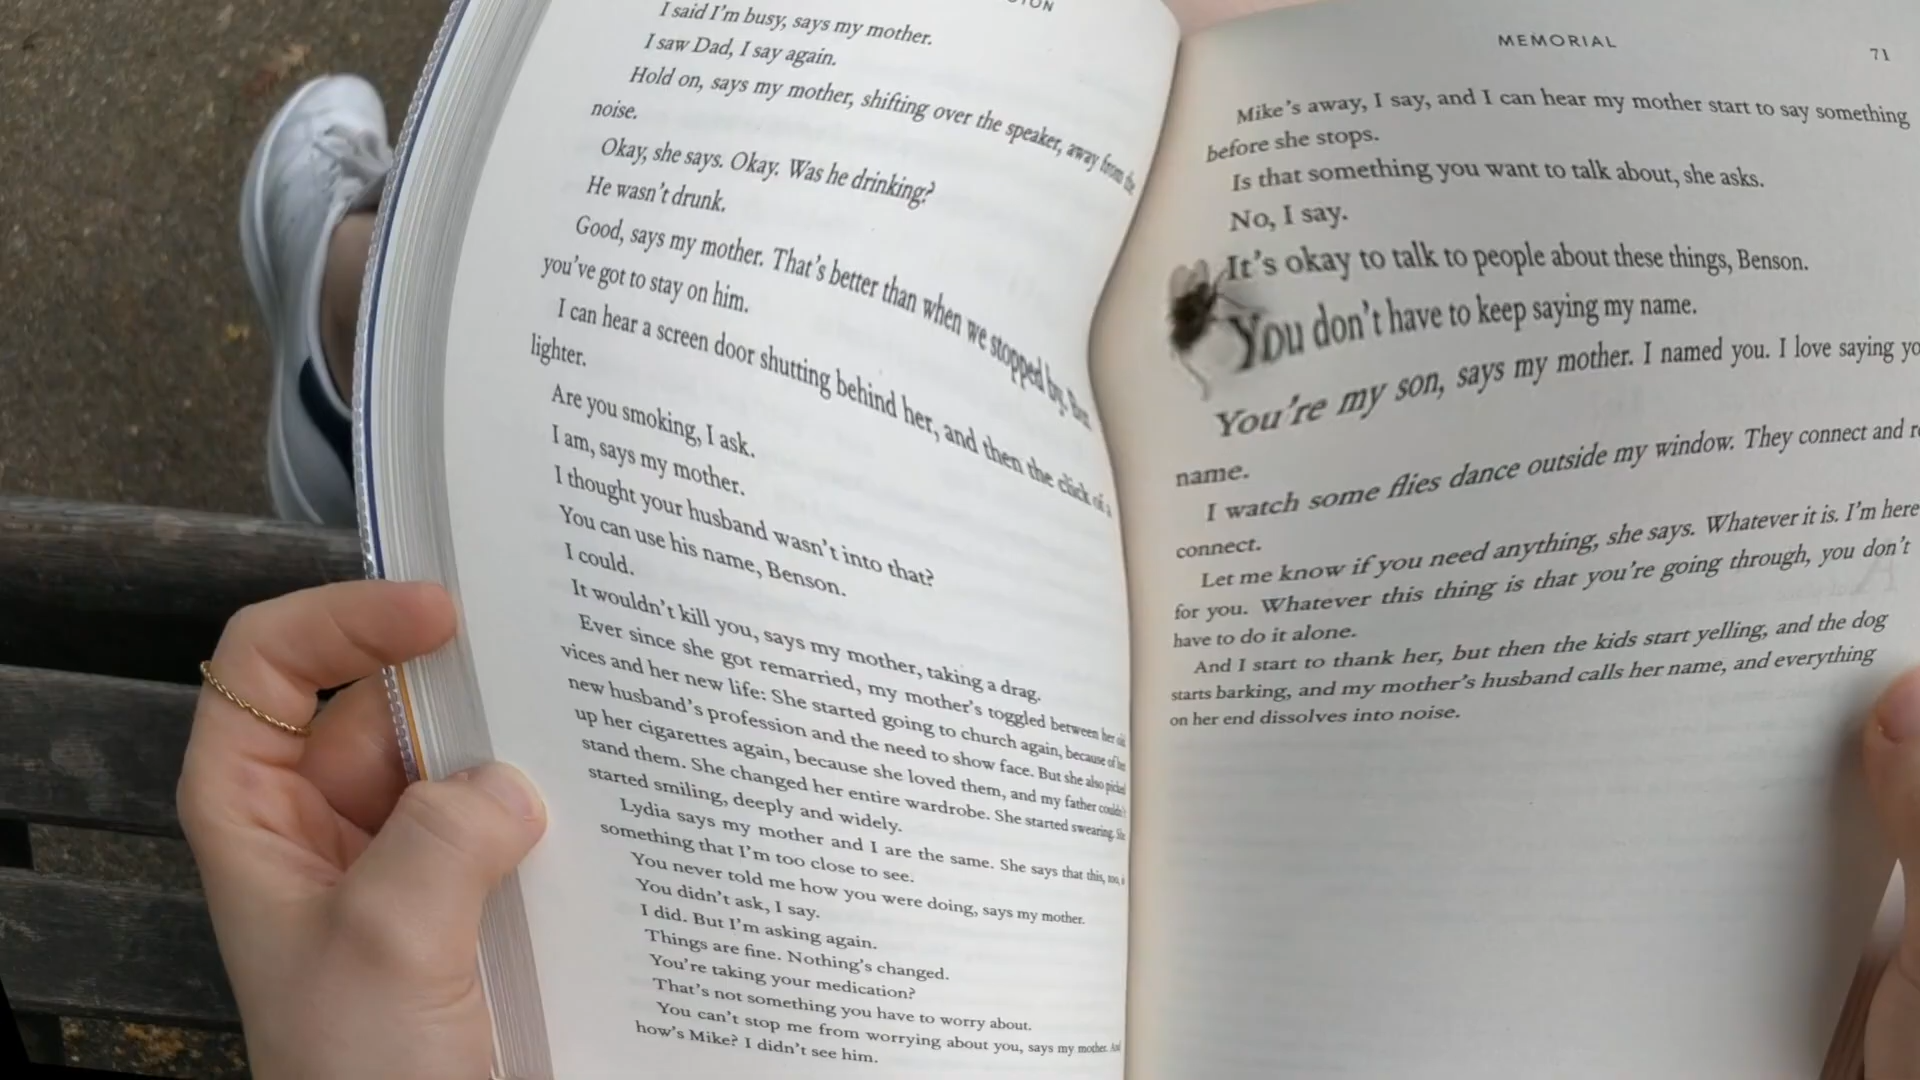 TON
I said I'm busy, says my mother.
I saw Dad, I say again.
Hold on, says my mother, shifting over the speaker, away from the
noise.
Okay, she says. Okay. Was he drinking?
He wasn't drunk.
Good, says my mother. That's better than when we stopped by. But
you've got to stay on him.
I can hear a screen door shutting behind her, and then the click of a
lighter.
Are you smoking, I ask.
I am, says my mother.
I thought your husband wasn't into that?
You can use his name, Benson.
I could.
It wouldn't kill you, says my mother, taking a drag.
Ever since she got remarried, my mother's toggled between her old
vices and her new life: She started going to church again, because of her
new husband's profession and the need to show face. But she also picked
up her cigarettes again, because she loved them, and my father couldn't
stand them. She changed her entire wardrobe. She started swearing. She
started smiling, deeply and widely.
Lydia says my mother and I are the same. She says that this, too, is
something that I'm too close to see.
You never told me how you were doing, says my mother.
You didn't ask, I say.
I did. But I'm asking again.
Things are fine. Nothing's changed.
You're taking your medication?
That's not something you have to worry about.
You can't stop me from worrying about you, says my mother. And
how's Mike? I didn't see him.
MEMORIAL
71
Mike's away, I say, and I can hear my mother start to say something
before she stops.
Is that something you want to talk about, she asks.
No, I say.
It's okay to talk to people about these things, Benson.
You don't have to keep saying my name.
You're my son, says my mother. I named you. I love saying yo
name.
I watch some flies dance outside my window. They connect and re
connect.
Let me know if you need anything, she says. Whatever it is. I'm here
for you. Whatever this thing is that you're going through, you don't
have to do it alone.
And I start to thank her, but then the kids start yelling, and the dog
starts barking, and my mother's husband calls her name, and everything
on her end dissolves into noise.